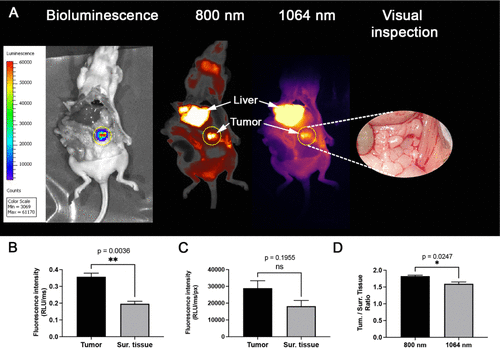 A
Bioluminescence
800 nm
1064 nm
Visual
inspection
Luminescence
60000
50000
40000
30000
20000
10000
Counts
Color Scale
Min = 3069
Max = 61170
Liver
Tumor
B
p = 0.0036
**
Fluorescence intensity
(RLU/ms)
0.4
0.3
0.2
0.1
0.0
Tumor
Sur. tissue
C
p = 0.1955
ns
Fluorescence intensity
(RLU/ms/px)
40000
30000
20000
10000
0
Tumor
Sur. tissue
D
p = 0.0247
*
Tum. / Surr. Tissue
Ratio
2.0
1.5
1.0
0.5
0.0
800 nm
1064 nm